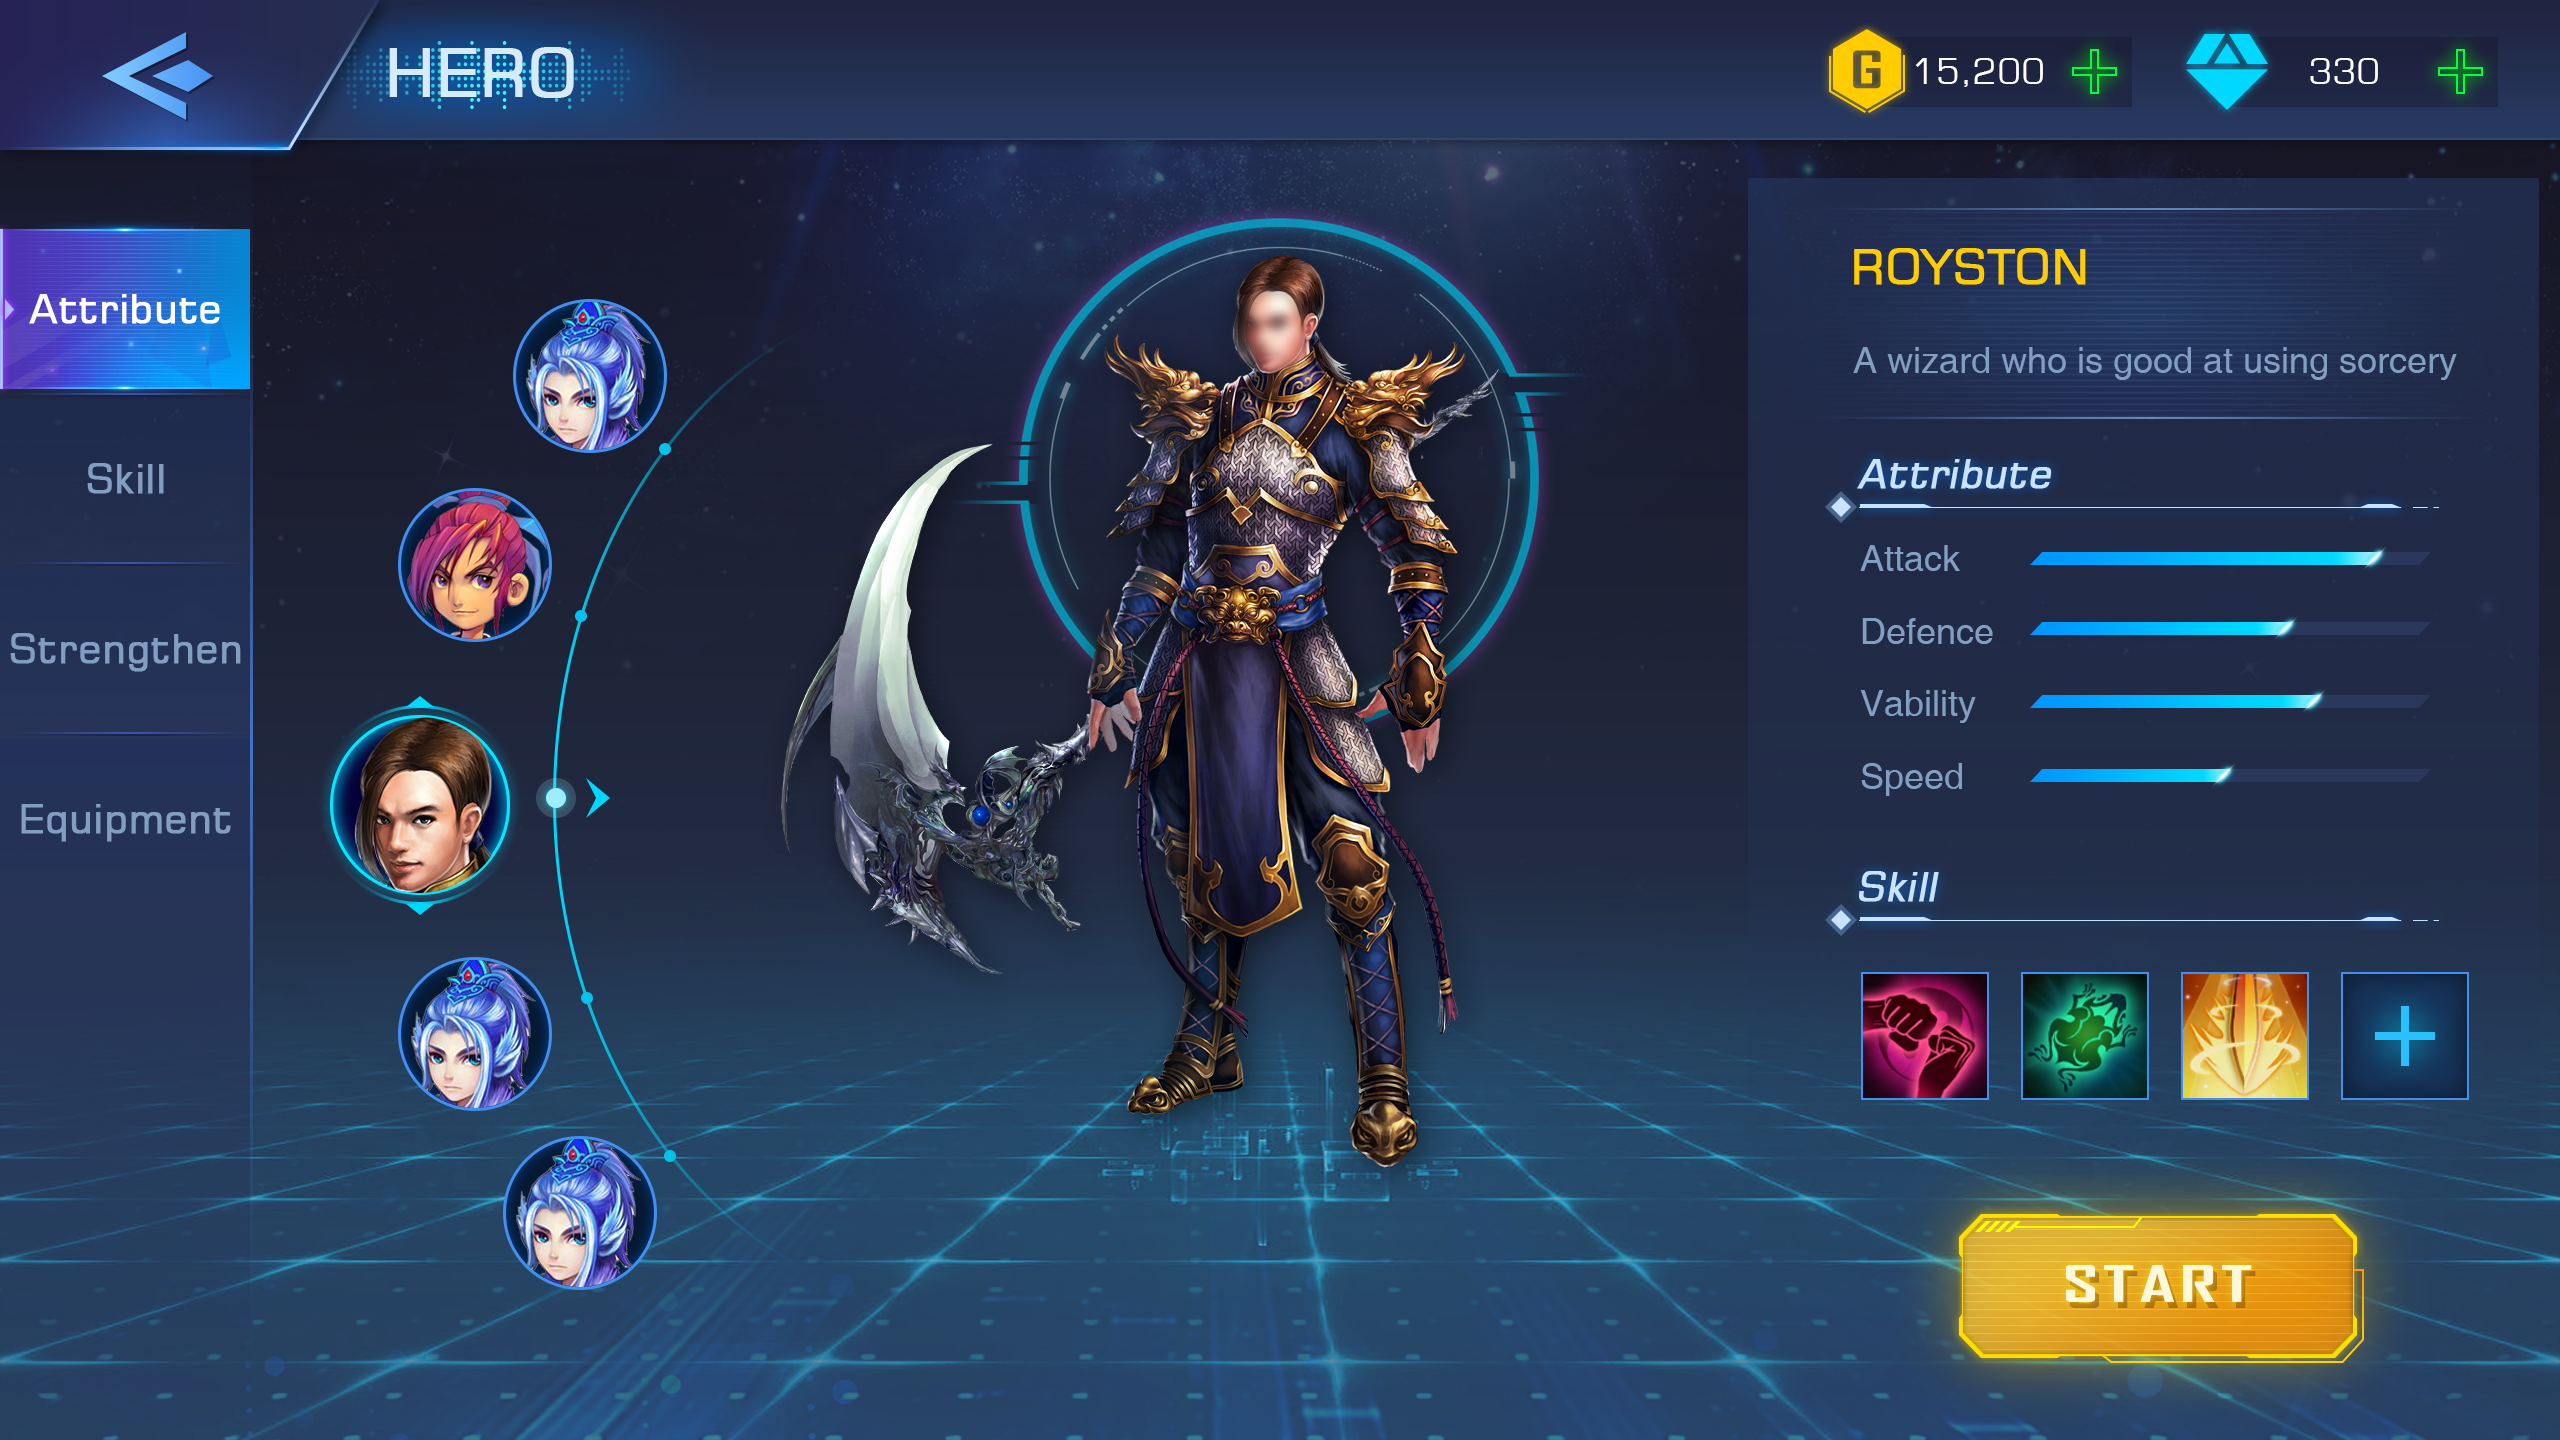 HERO
G 15,200
330
Attribute
Skill
Strengthen
Equipment
ROYSTON
A wizard who is good at using sorcery
Attribute
Attack
Defence
Vability
Speed
Skill
START